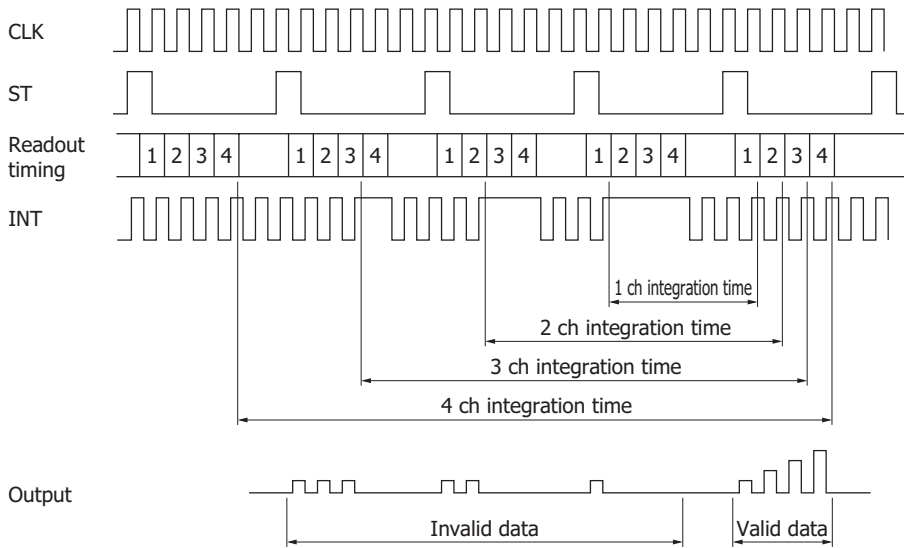 CLK
ST
Readout
timing
1 2 3 4 1 2 3 4 1 2 3 4 1 2 3 4 1 2 3 4
INT
1 ch integration time
2 ch integration time
3 ch integration time
4 ch integration time
Output
Invalid data
Valid data